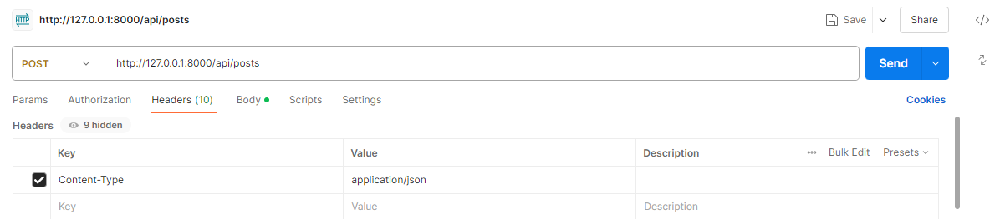 HTTP http://127.0.0.1:8000/api/posts Save Share
POST http://127.0.0.1:8000/api/posts Send
Params Authorization Headers (10) Body Scripts Settings Cookies
Headers 9 hidden
Key Value Description Bulk Edit Presets
Content-Type application/json
Key Value Description